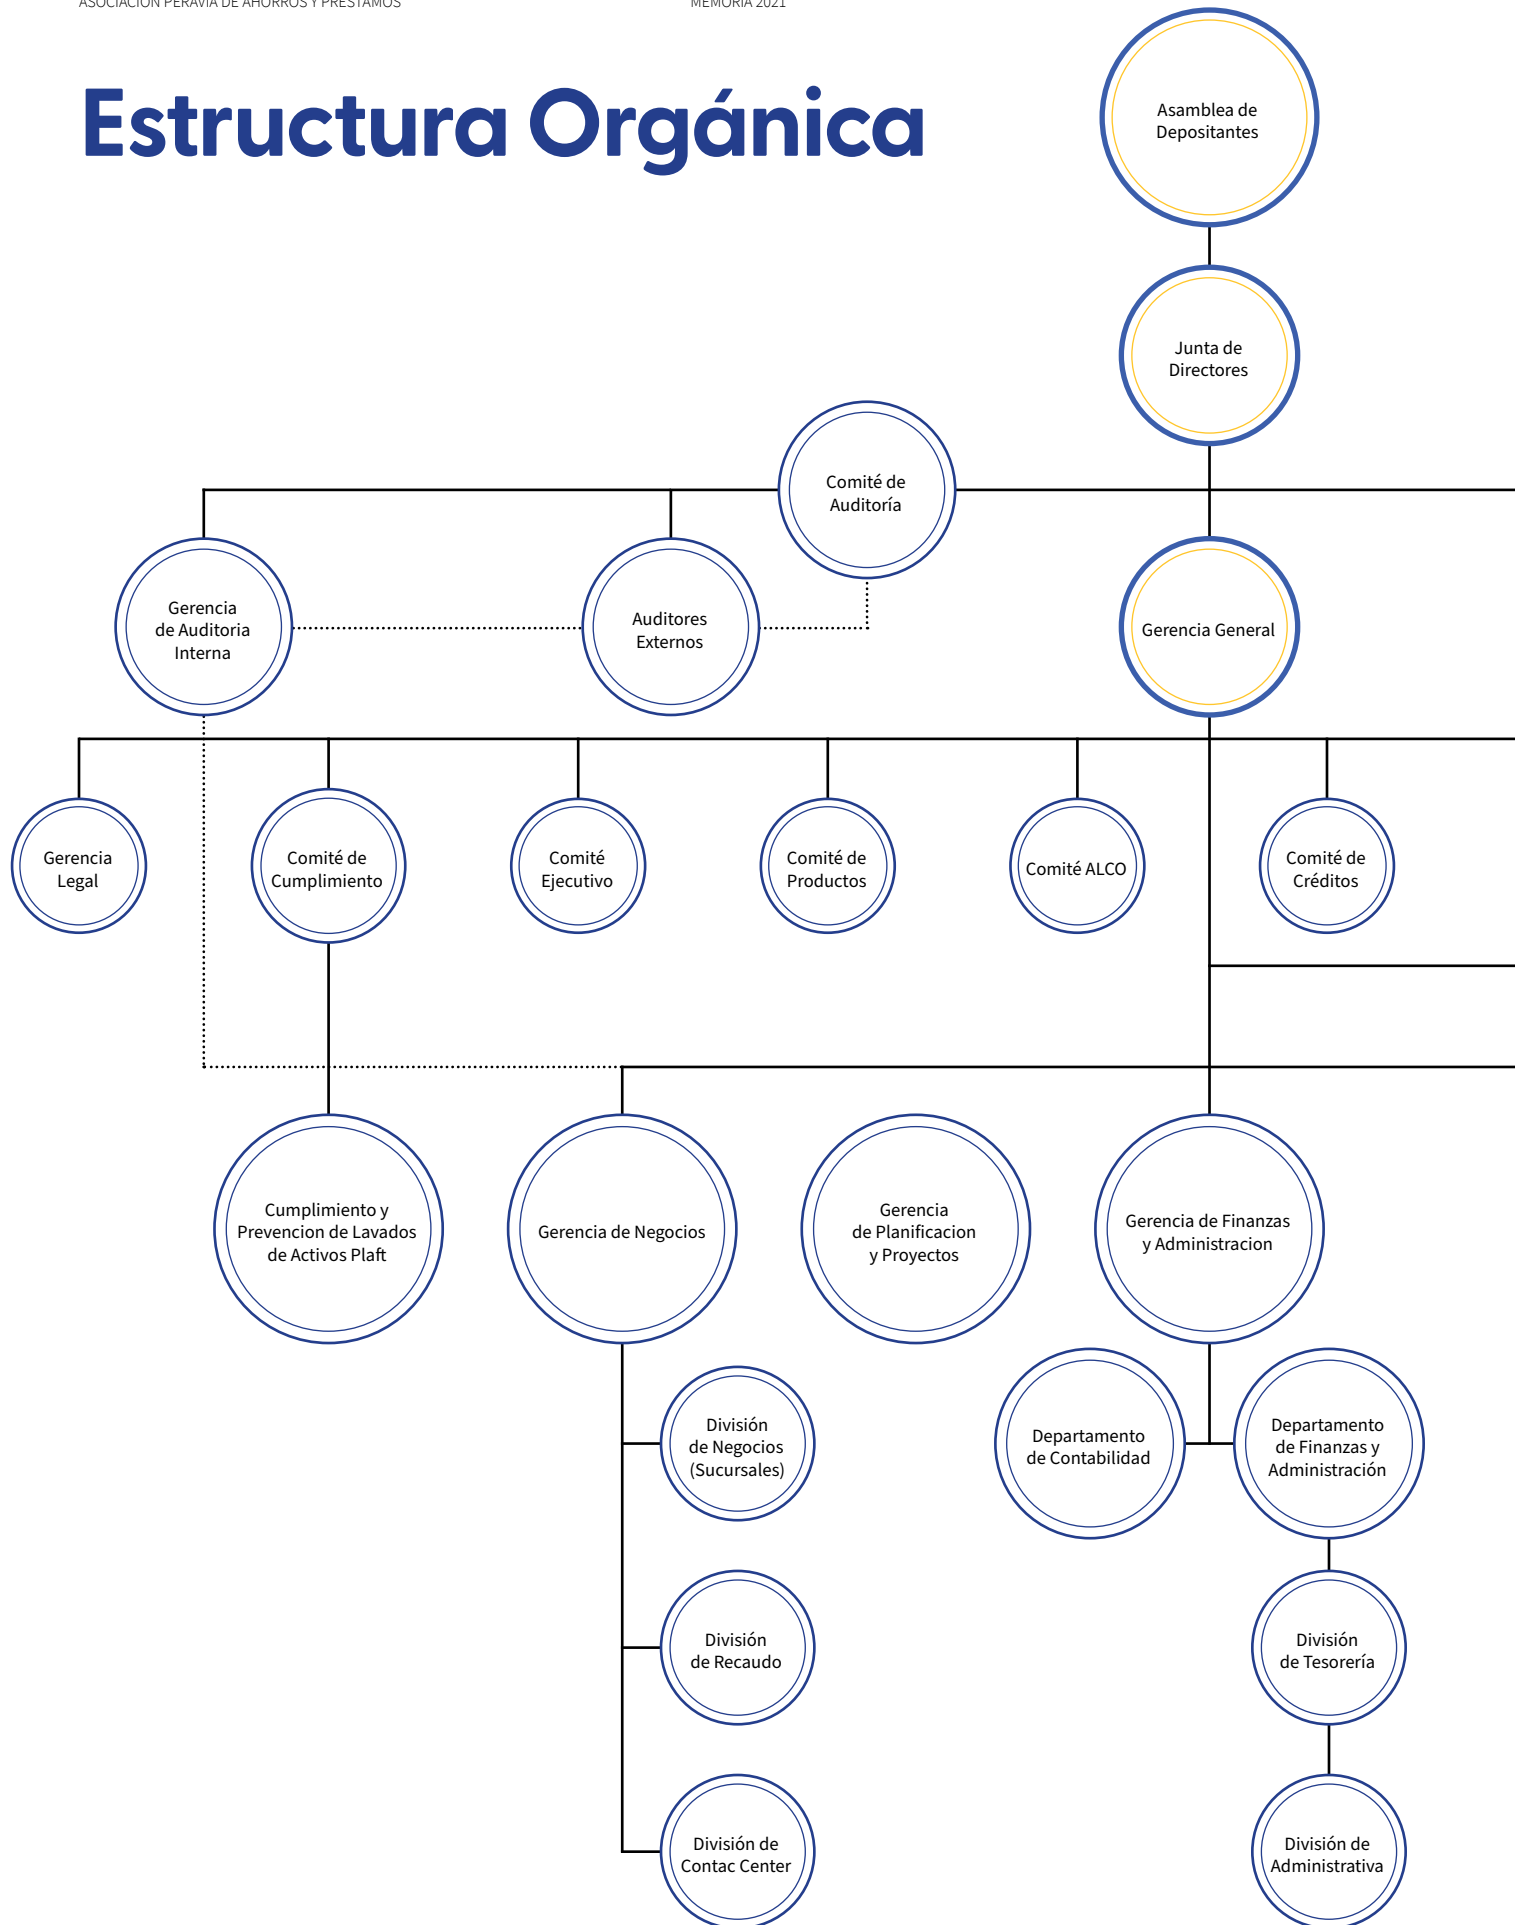 ASOCIACIÓN PERAVIA DE AHORROS Y PRÉSTAMOS
MEMORIA 2021
Estructura Orgánica
Asamblea de
Depositantes
Junta de
Directores
Comité de
Auditoría
Gerencia
de Auditoria
Interna
Auditores
Externos
Gerencia General
Gerencia
Legal
Comité de
Cumplimiento
Comité
Ejecutivo
Comité de
Productos
Comité ALCO
Comité de
Créditos
Cumplimiento y
Prevencion de Lavados
de Activos Plaft
Gerencia de Negocios
Gerencia
de Planificacion
y Proyectos
Gerencia de Finanzas
y Administracion
División
de Negocios
(Sucursales)
Departamento
de Contabilidad
Departamento
de Finanzas y
Administración
División
de Recaudo
División
de Tesorería
División de
Contac Center
División de
Administrativa